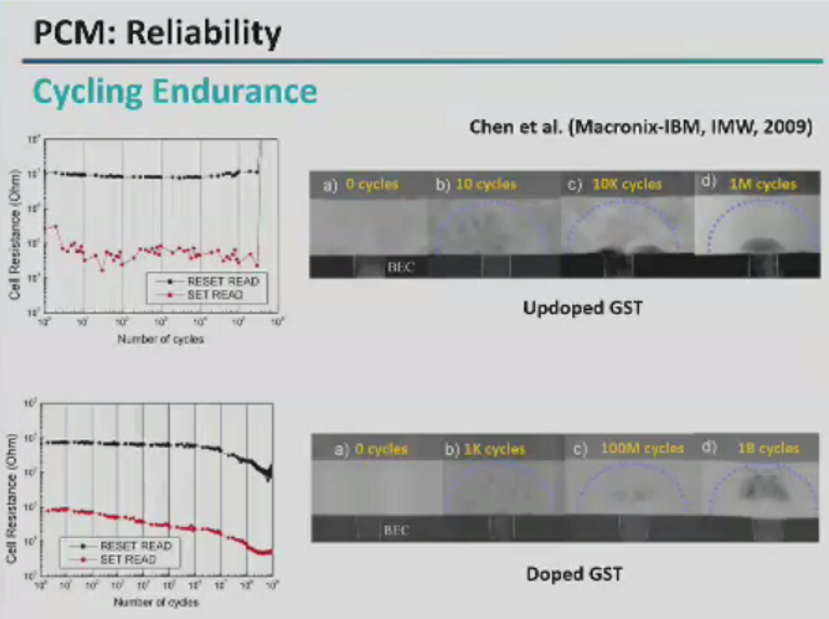 PCM: Reliability
Cycling Endurance
Chen et al. (Macronix-IBM, IMW, 2009)
Cell Resistance (Ohm)
RESET READ
SET READ
Number of cycles
a) 0 cycles
b) 10 cycles
c) 10K cycles
d) 1M cycles
BEC
Updoped GST
Cell Resistance (Ohm)
RESET READ
SET READ
Number of cycles
a) 0 cycles
b) 1K cycles
c) 100M cycles
d) 1B cycles
BEC
Doped GST